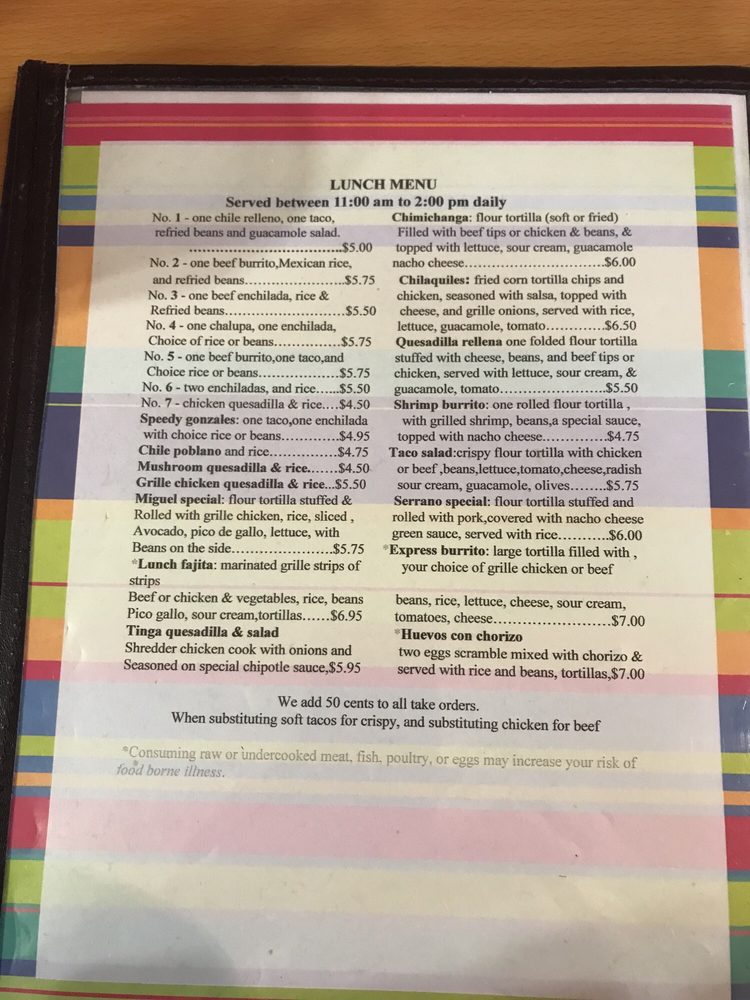 LUNCH MENU
Served between 11:00 am to 2:00 pm daily
No. 1 - one chile relleno, one taco,
refried beans and guacamole salad.
....................................$5.00
No. 2 - one beef burrito,Mexican rice,
and refried beans.......................$5.75
No. 3 - one beef enchilada, rice &
Refried beans.............................$5.50
No. 4 - one chalupa, one enchilada,
Choice of rice or beans...............$5.75
No. 5 - one beef burrito,one taco,and
Choice rice or beans..................$5.75
No. 6 - two enchiladas, and rice......$5.50
No. 7 - chicken quesadilla & rice....$4.50
Speedy gonzales: one taco,one enchilada
with choice rice or beans.............$4.95
Chile poblano and rice.................$4.75
Mushroom quesadilla & rice.......$4.50
Grille chicken quesadilla & rice...$5.50
Miguel special: flour tortilla stuffed &
Rolled with grille chicken, rice, sliced ,
Avocado, pico de gallo, lettuce, with
Beans on the side.......................$5.75
*Lunch fajita: marinated grille strips of
strips
Beef or chicken & vegetables, rice, beans
Pico gallo, sour cream,tortillas......$6.95
Tinga quesadilla & salad
Shredder chicken cook with onions and
Seasoned on special chipotle sauce,$5.95
Chimichanga: flour tortilla (soft or fried)
Filled with beef tips or chicken & beans, &
topped with lettuce, sour cream, guacamole
nacho cheese..............................$6.00
Chilaquiles: fried corn tortilla chips and
chicken, seasoned with salsa, topped with
cheese, and grille onions, served with rice,
lettuce, guacamole, tomato............$6.50
Quesadilla rellena one folded flour tortilla
stuffed with cheese, beans, and beef tips or
chicken, served with lettuce, sour cream, &
guacamole, tomato...........................$5.50
Shrimp burrito: one rolled flour tortilla ,
with grilled shrimp, beans,a special sauce,
topped with nacho cheese...............$4.75
Taco salad:crispy flour tortilla with chicken
or beef ,beans,lettuce,tomato,cheese,radish
sour cream, guacamole, olives........$5.75
Serrano special: flour tortilla stuffed and
rolled with pork,covered with nacho cheese
green sauce, served with rice..........$6.00
*Express burrito: large tortilla filled with ,
your choice of grille chicken or beef
beans, rice, lettuce, cheese, sour cream,
tomatoes, cheese.................................$7.00
*Huevos con chorizo
two eggs scramble mixed with chorizo &
served with rice and beans, tortillas,$7.00
We add 50 cents to all take orders.
When substituting soft tacos for crispy, and substituting chicken for beef
*Consuming raw or undercooked meat, fish, poultry, or eggs may increase your risk of
food borne illness.